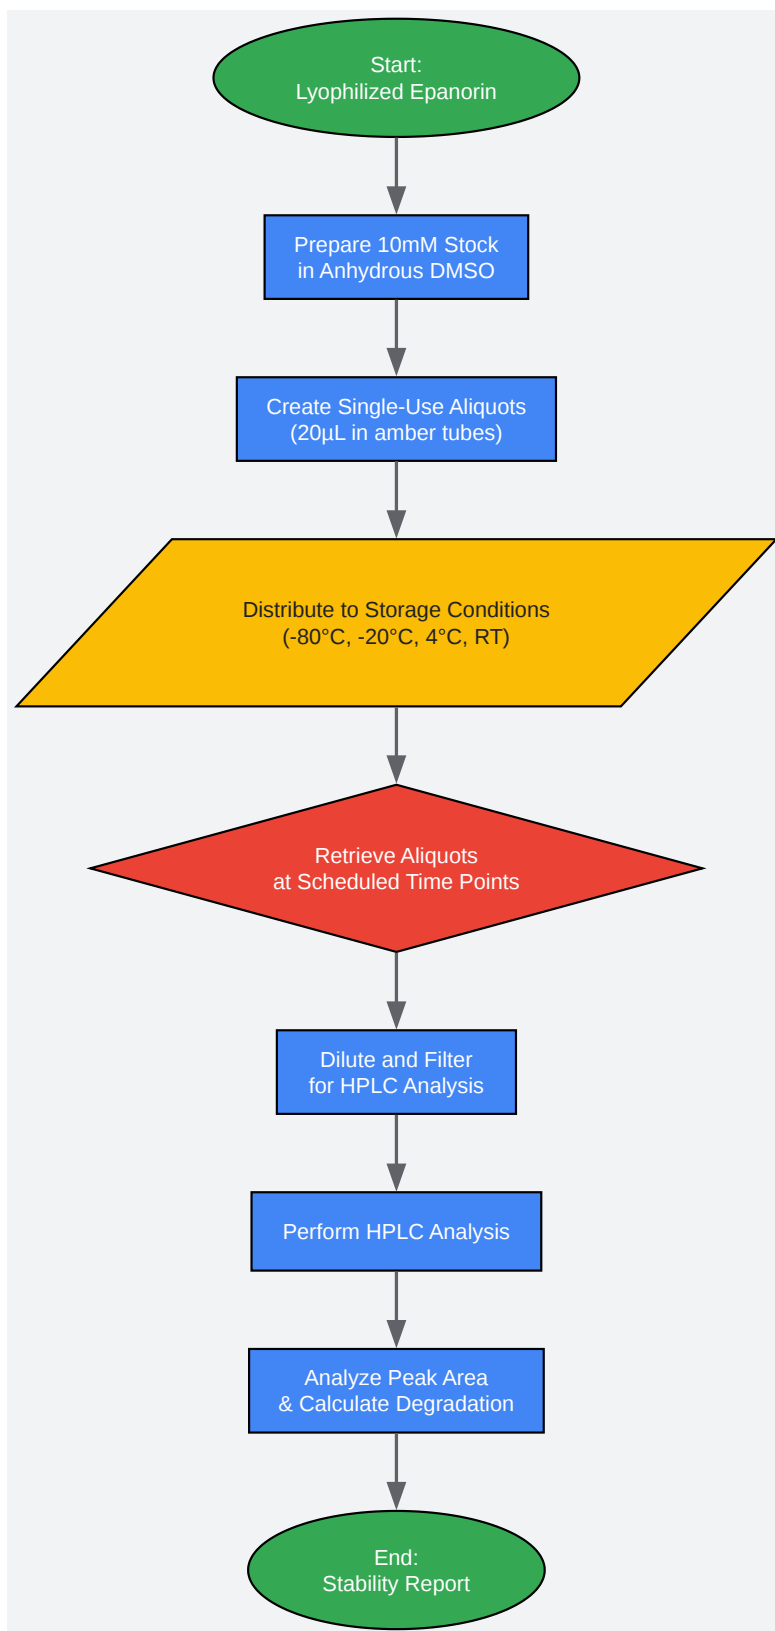 Start:
Lyophilized Epanorin
Prepare 10mM Stock
in Anhydrous DMSO
Create Single-Use Aliquots
(20µL in amber tubes)
Distribute to Storage Conditions
(-80°C, -20°C, 4°C, RT)
Retrieve Aliquots
at Scheduled Time Points
Dilute and Filter
for HPLC Analysis
Perform HPLC Analysis
Analyze Peak Area
& Calculate Degradation
End:
Stability Report